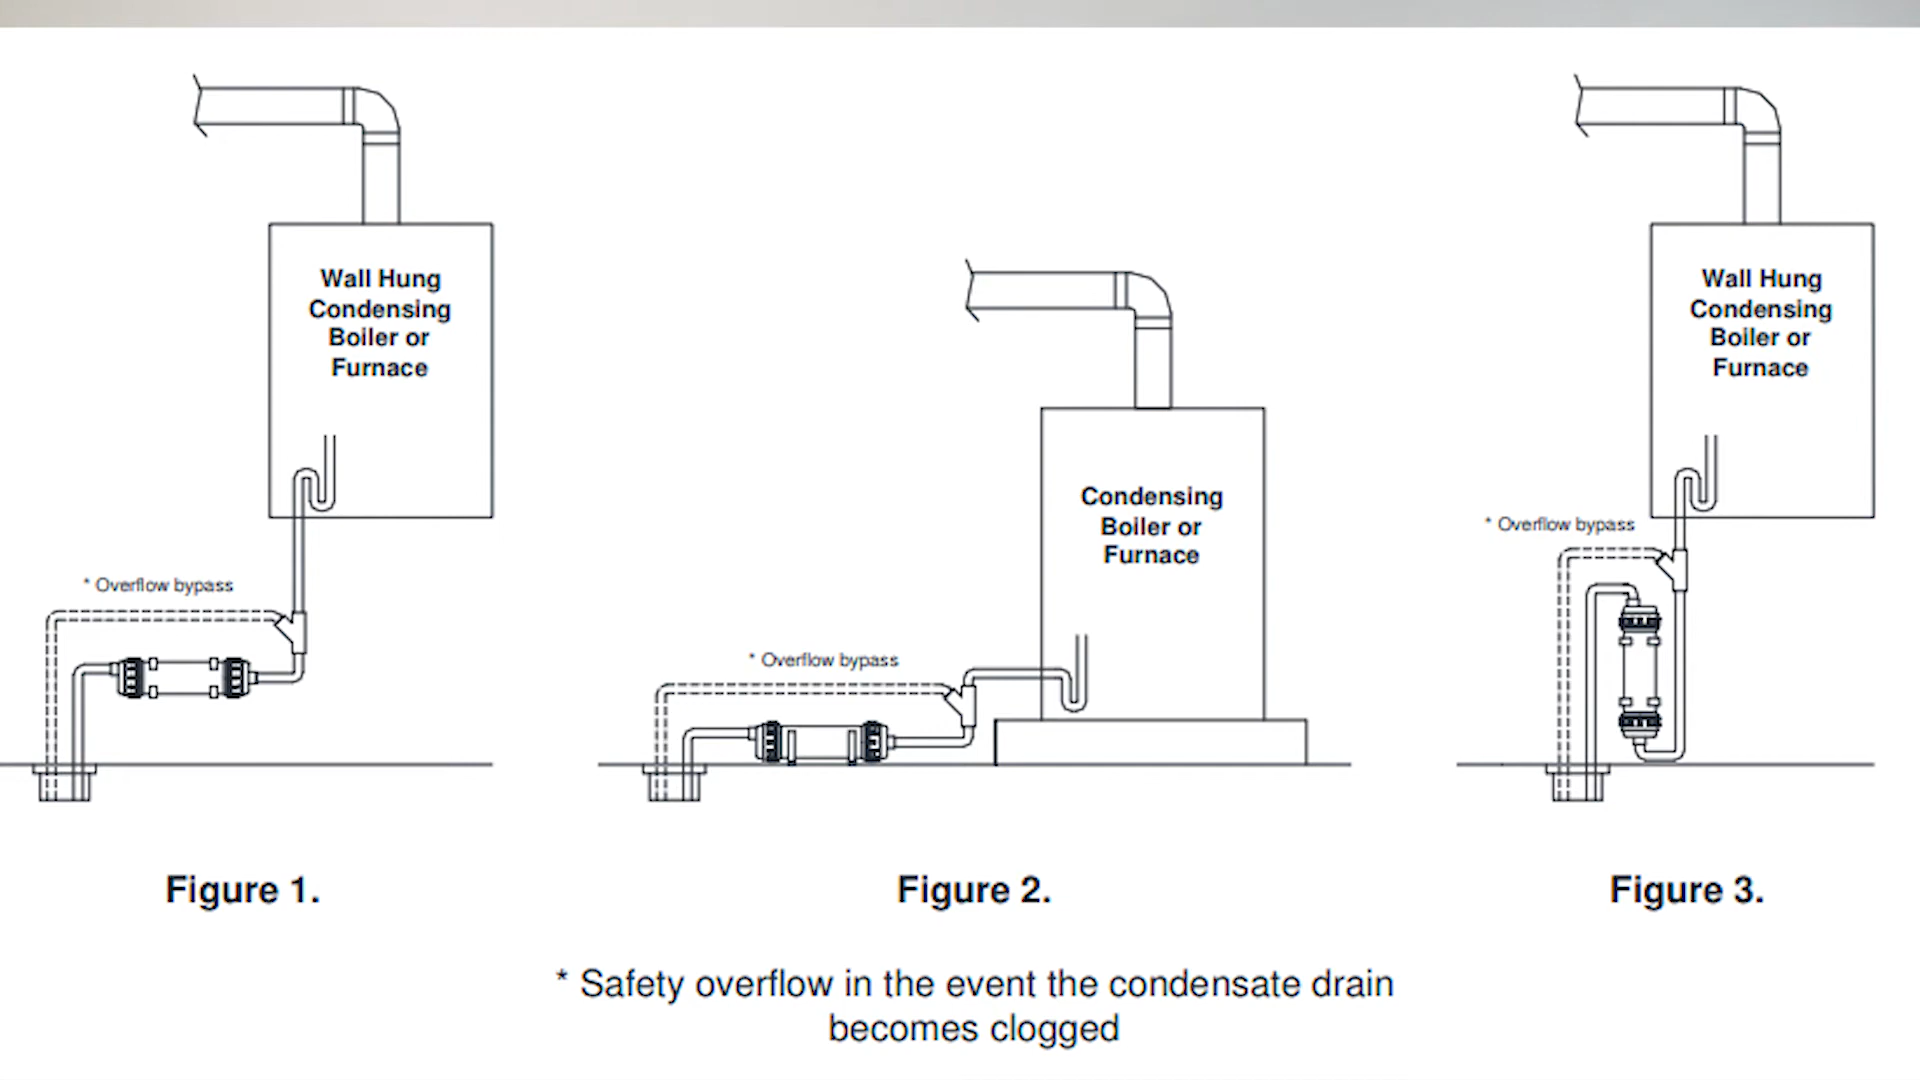 Wall Hung
Condensing
Boiler or
Furnace
* Overflow bypass
Figure 1.
Condensing
Boiler or
Furnace
* Overflow bypass
Figure 2.
Wall Hung
Condensing
Boiler or
Furnace
* Overflow bypass
Figure 3.
* Safety overflow in the event the condensate drain
becomes clogged